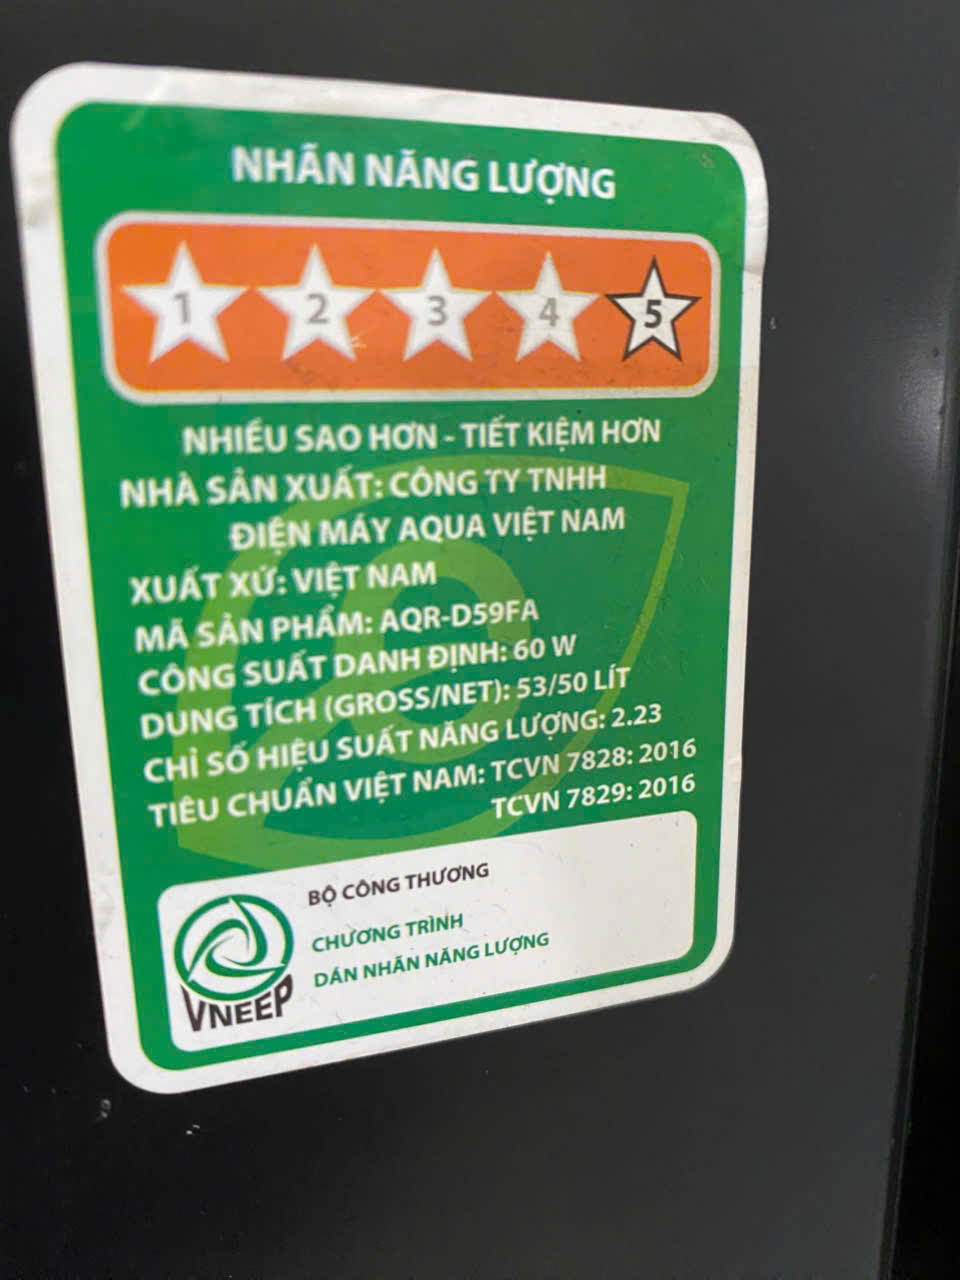 NHÃN NĂNG LƯỢNG
1 2 3 4 5
NHIỀU SAO HƠN - TIẾT KIỆM HƠN
NHÀ SẢN XUẤT: CÔNG TY TNHH
ĐIỆN MÁY AQUA VIỆT NAM
XUẤT XỨ: VIỆT NAM
MÃ SẢN PHẨM: AQR-D59FA
CÔNG SUẤT DANH ĐỊNH: 60 W
DUNG TÍCH (GROSS/NET): 53/50 LÍT
CHỈ SỐ HIỆU SUẤT NĂNG LƯỢNG: 2.23
TIÊU CHUẨN VIỆT NAM: TCVN 7828: 2016
TCVN 7829: 2016
BỘ CÔNG THƯƠNG
CHƯƠNG TRÌNH
DÁN NHÃN NĂNG LƯỢNG
VNEEP